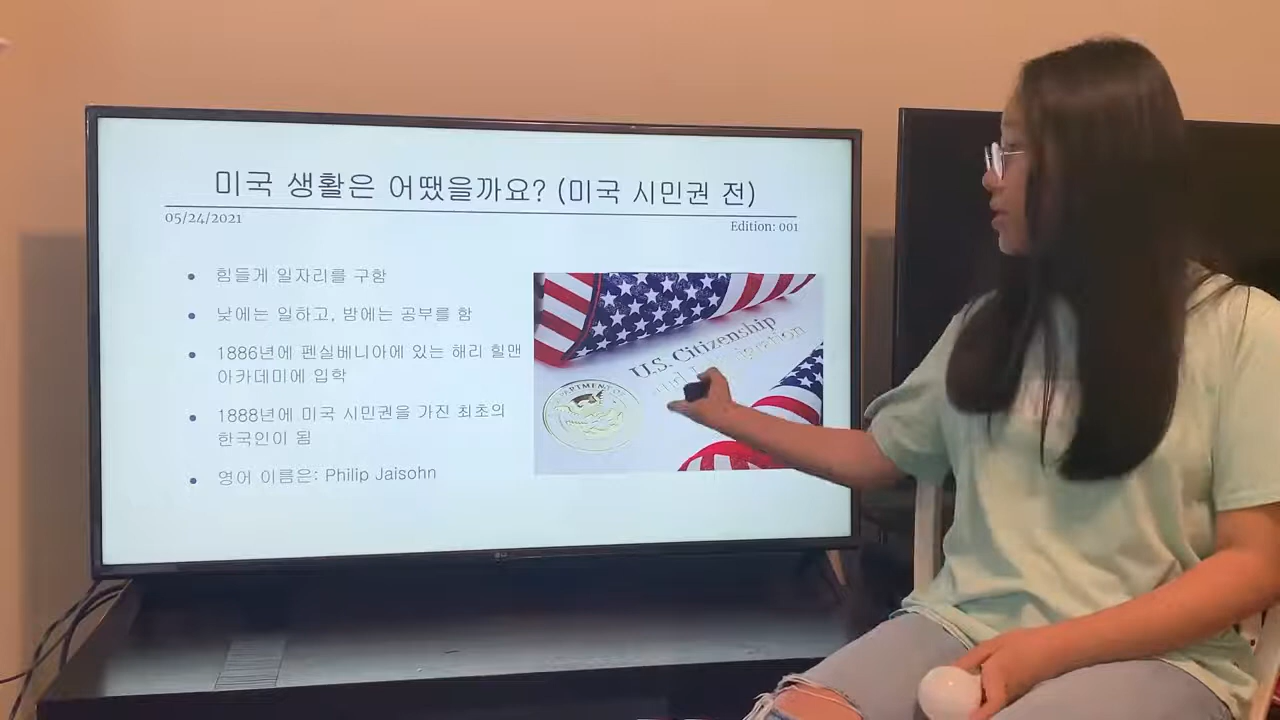 미국 생활은 어땠을까요? (미국 시민권 전)
05/24/2021
Edition: 001
힘들게 일자리를 구함
낮에는 일하고, 밤에는 공부를 함
1886년에 펜실베니아에 있는 해리 힐맨
아카데미에 입학
1888년에 미국 시민권을 가진 최초의
한국인이 됨
영어 이름은: Philip Jaisohn
U.S. Citizenship
DEPARTMENT OF
LG